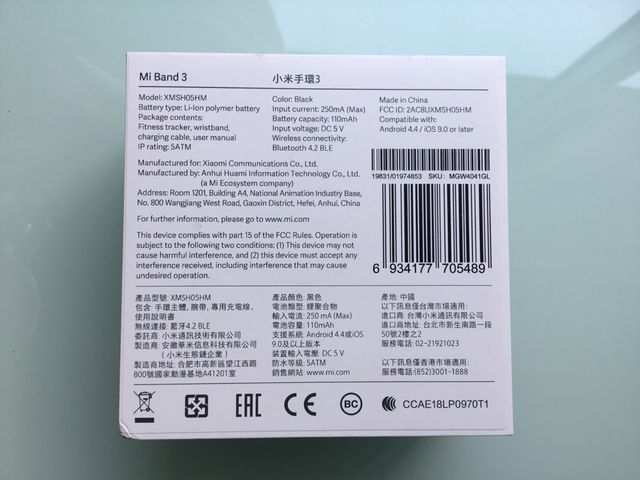 Mi Band 3
小米手環3
Model: XMSH05HM
Battery type: Li-Ion polymer battery
Package contents:
Fitness tracker, wristband,
charging cable, user manual
IP rating: 5ATM
Color: Black
Input current: 250mA (Max)
Battery capacity: 110mAh
Input voltage: DC 5 V
Wireless connectivity:
Bluetooth 4.2 BLE
Made in China
FCC ID: 2AC8UXMSH05HM
Compatible with:
Android 4.4 / iOS 9.0 or later
Manufactured for: Xiaomi Communications Co., Ltd.
Manufactured by: Anhui Huami Information Technology Co., Ltd.
(a Mi Ecosystem company)
Address: Room 1201, Building A4, National Animation Industry Base,
No. 800 Wangjiang West Road, Gaoxin District, Hefei, Anhui, China
For further information, please go to www.mi.com
This device complies with part 15 of the FCC Rules. Operation is
subject to the following two conditions: (1) This device may not
cause harmful interference, and (2) this device must accept any
interference received, including interference that may cause
undesired operation.
19831/01974853 SKU: MGW4041GL
6 934177 705489
產品型號: XMSH05HM
包含: 手環主體, 腕帶, 專用充電線,
使用說明書
無線連接: 藍牙4.2 BLE
委託商: 小米通訊技術有限公司
製造商: 安徽華米信息科技有限公司
(小米生態鏈企業)
製造商地址: 合肥市高新區望江西路
800號國家動漫基地A41201室
產品顏色: 黑色
電池類型: 鋰聚合物
輸入電流: 250 mA (Max)
電池容量: 110mAh
支援系統: Android 4.4或iOS
9.0及以上版本
裝置輸入電壓: DC 5 V
防水等級: 5ATM
銷售網站: www.mi.com
產地: 中國
以下訊息僅台灣市場適用:
進口商: 台灣小米通訊有限公司
進口商地址: 台北市新生南路一段
50號2樓之2
服務電話: 02-21921023
以下訊息僅香港市場適用:
服務電話: (852)3001-1888
EAC
CE
BC
CCAE18LP0970T1